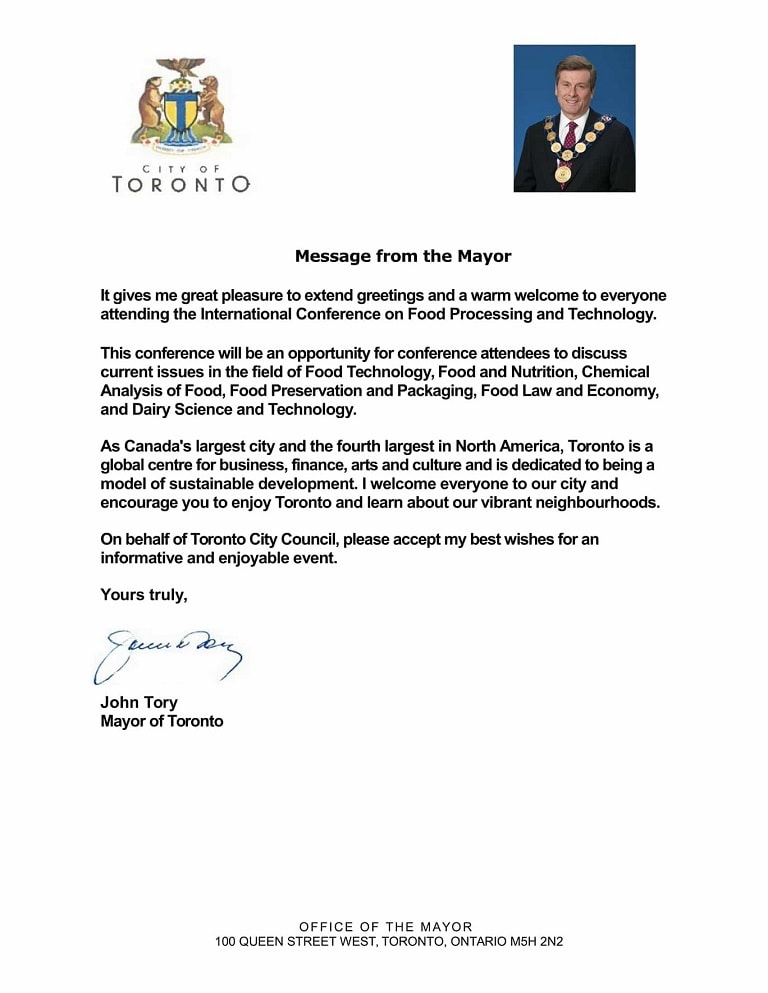 CITY OF
TORONTO
Message from the Mayor
It gives me great pleasure to extend greetings and a warm welcome to everyone
attending the International Conference on Food Processing and Technology.
This conference will be an opportunity for conference attendees to discuss
current issues in the field of Food Technology, Food and Nutrition, Chemical
Analysis of Food, Food Preservation and Packaging, Food Law and Economy,
and Dairy Science and Technology.
As Canada's largest city and the fourth largest in North America, Toronto is a
global centre for business, finance, arts and culture and is dedicated to being a
model of sustainable development. I welcome everyone to our city and
encourage you to enjoy Toronto and learn about our vibrant neighbourhoods.
On behalf of Toronto City Council, please accept my best wishes for an
informative and enjoyable event.
Yours truly,
John Tory
Mayor of Toronto
OFFICE OF THE MAYOR
100 QUEEN STREET WEST, TORONTO, ONTARIO M5H 2N2